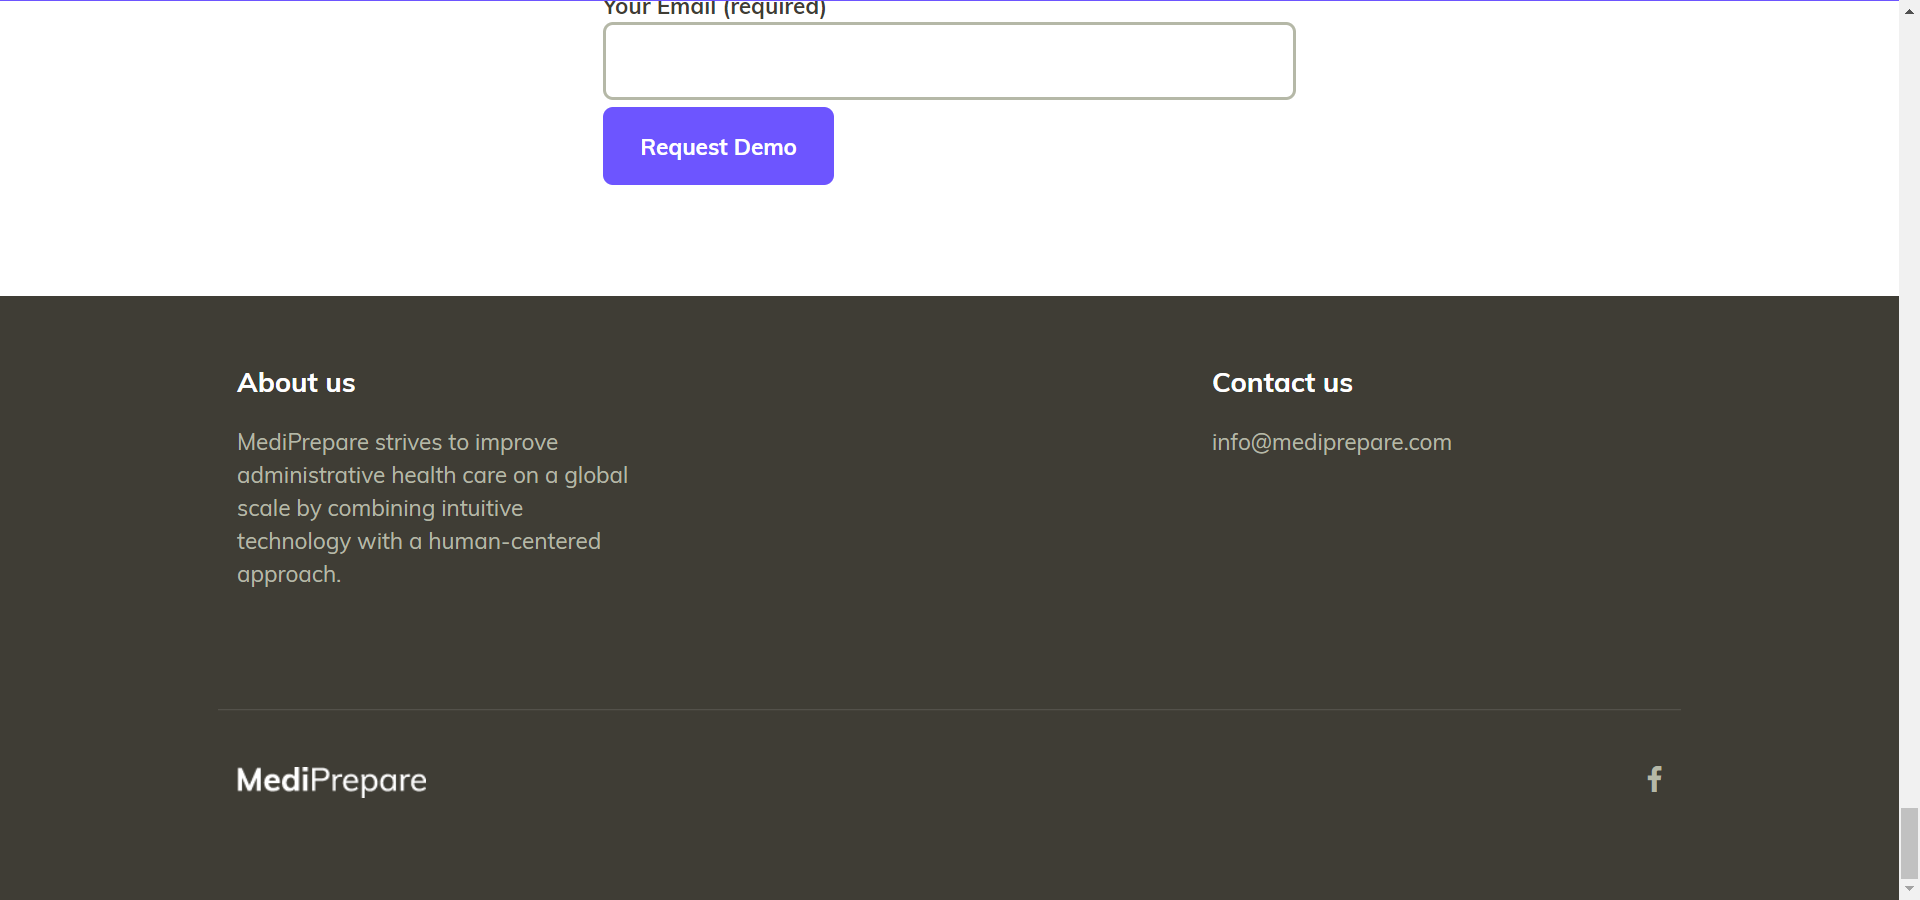 Your Email (required)
Request Demo
About us
MediPrepare strives to improve
administrative health care on a global
scale by combining intuitive
technology with a human-centered
approach.
Contact us
info@mediprepare.com
MediPrepare